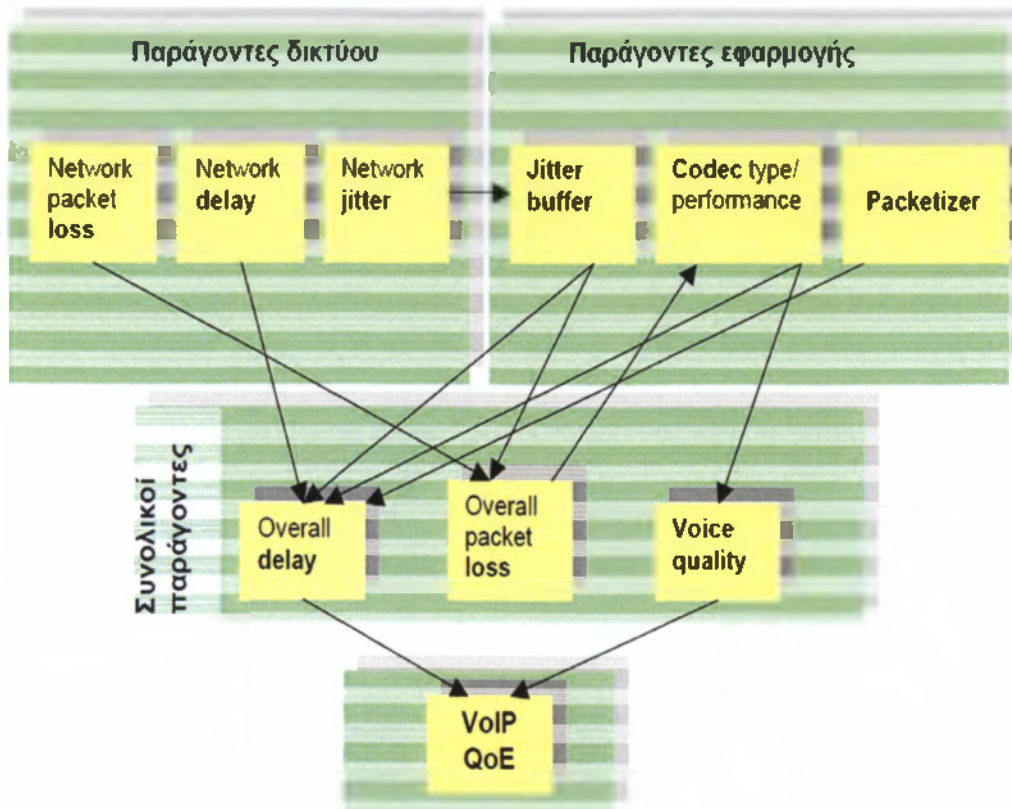 Παράγοντες δικτύου
Παράγοντες εφαρμογής
Network
packet
loss
Network
delay
Network
jitter
Jitter
buffer
Codec type/
performance
Packetizer
Συνολικοί
παράγοντες
Overall
delay
Overall
packet
loss
Voice
quality
VoIP
QoE